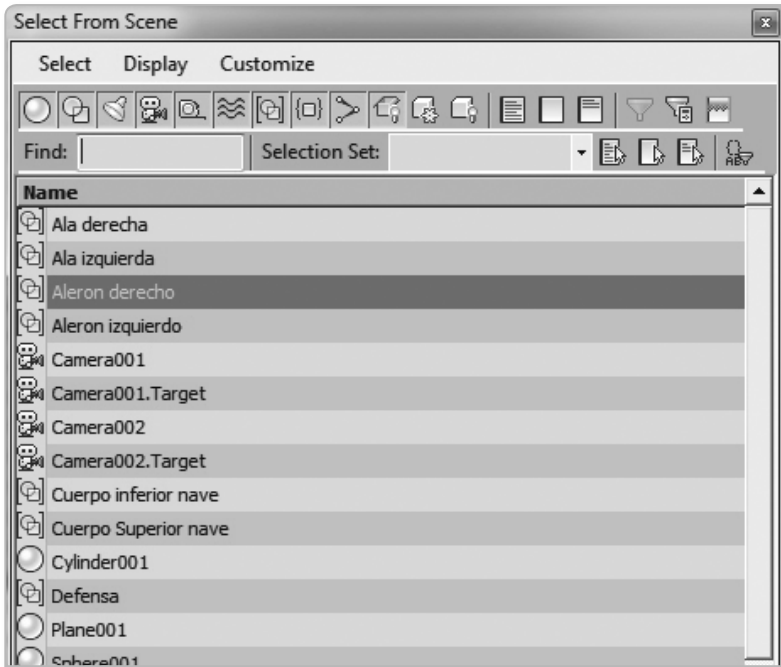 Select From Scene
Select Display Customize
Find: Selection Set:
Name
Ala derecha
Ala izquierda
Aleron derecho
Aleron izquierdo
Camera001
Camera001.Target
Camera002
Camera002.Target
Cuerpo inferior nave
Cuerpo Superior nave
Cylinder001
Defensa
Plane001
Sphere001